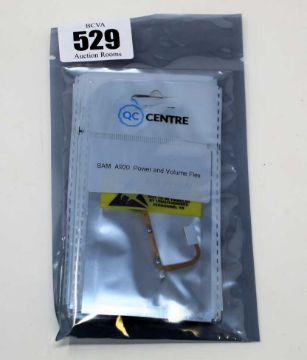 BCVA
529
Auction Rooms
QC CENTRE
SAM A920 Power and Volume Flex